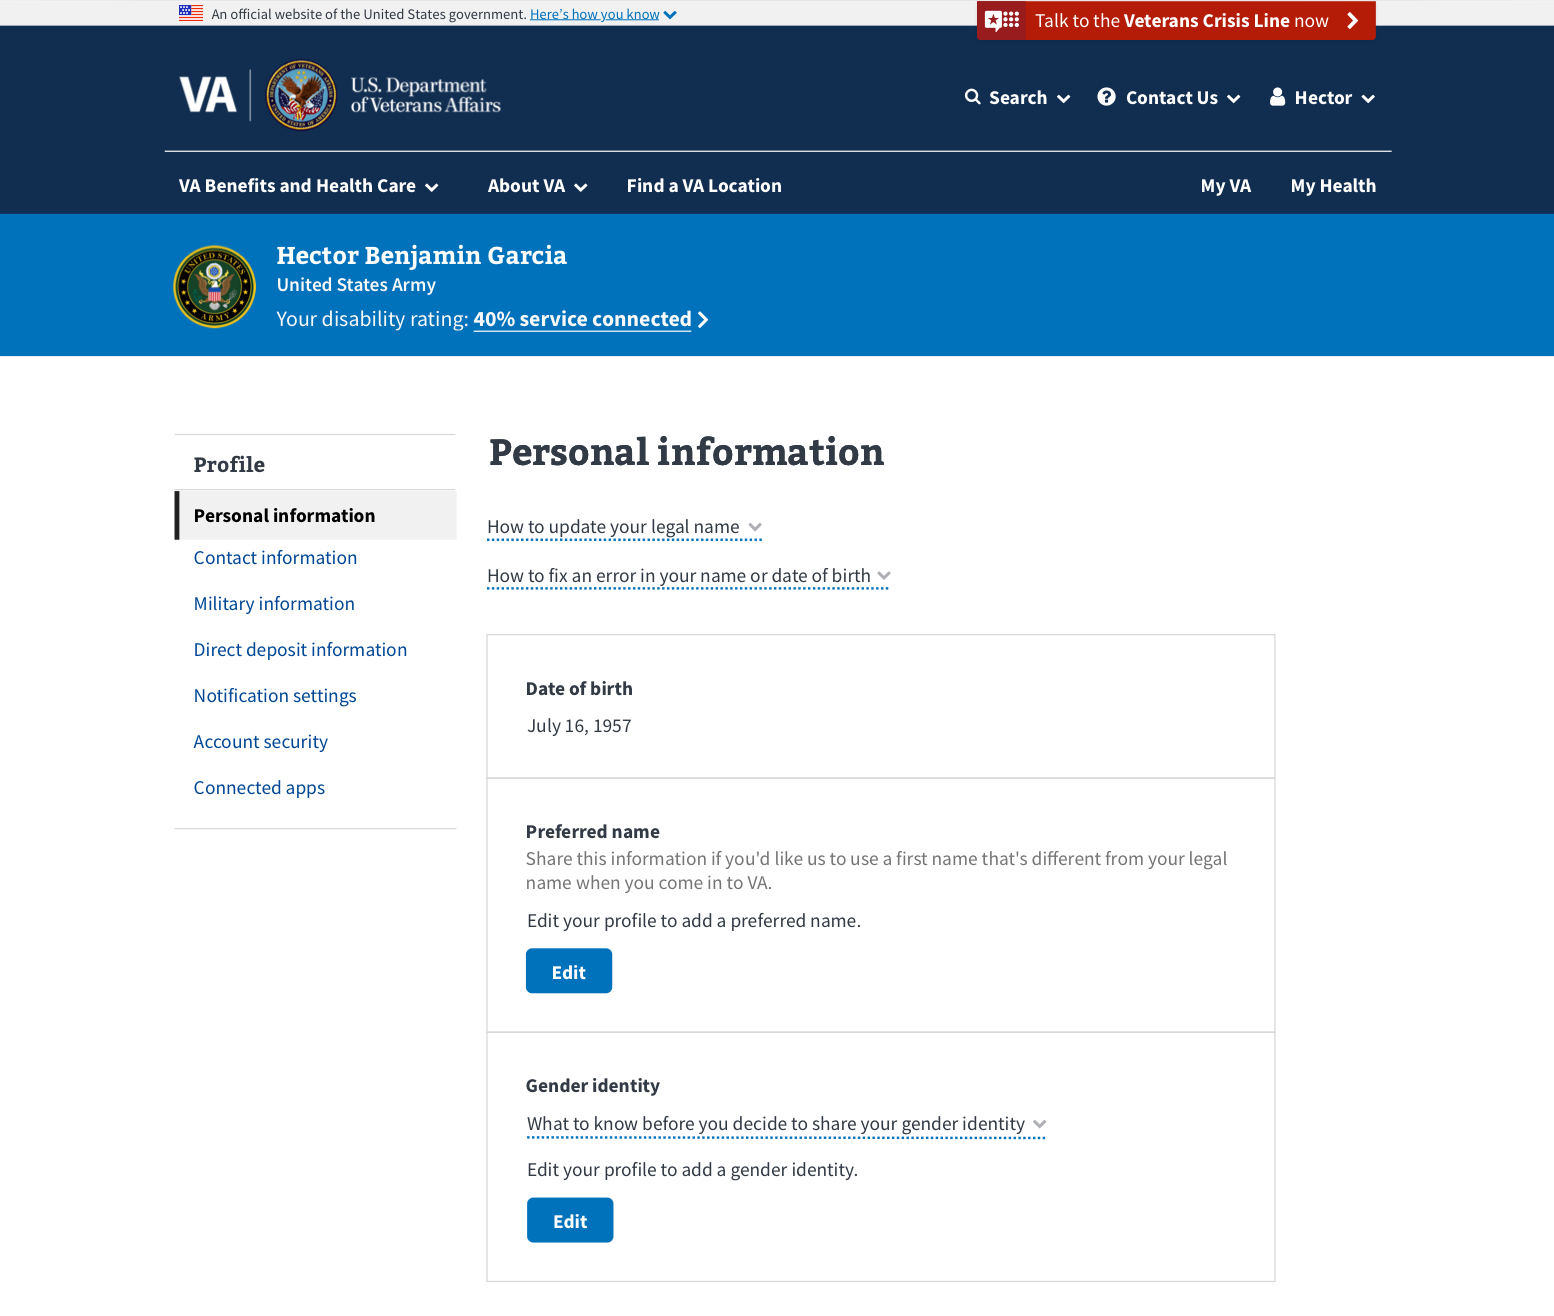 An official website of the United States government. Here's how you know
Talk to the Veterans Crisis Line now
VA
U.S. Department
of Veterans Affairs
Search
Contact Us
Hector
VA Benefits and Health Care
About VA
Find a VA Location
My VA
My Health
Hector Benjamin Garcia
United States Army
Your disability rating: 40% service connected
Profile
Personal information
Contact information
Military information
Direct deposit information
Notification settings
Account security
Connected apps
Personal information
How to update your legal name
How to fix an error in your name or date of birth
Date of birth
July 16, 1957
Preferred name
Share this information if you'd like us to use a first name that's different from your legal
name when you come in to VA.
Edit your profile to add a preferred name.
Edit
Gender identity
What to know before you decide to share your gender identity
Edit your profile to add a gender identity.
Edit